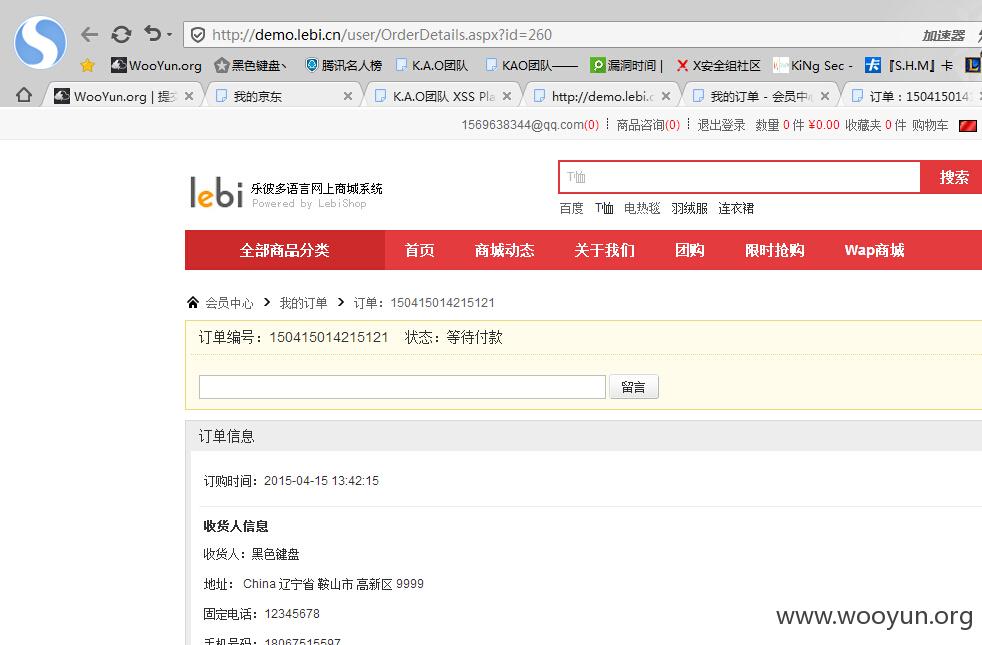 http://demo.lebi.cn/user/OrderDetails.aspx?id=260 加速器
WooYun.org 黑色键盘丶 腾讯名人榜 K.A.O团队 KAO团队—— 漏洞时间 | X安全组社区 KiNg Sec - 『S.H.M』卡
WooYun.org | 提交 我的京东 K.A.O团队 XSS Pla http://demo.lebi.c 我的订单 - 会员中心 订单：15041501
1569638344@qq.com(0) 商品咨询(0) 退出登录 数量 0 件 ¥0.00 收藏夹 0 件 购物车
lebi 乐彼多语言网上商城系统
Powered by LebiShop
T恤 搜索
百度 T恤 电热毯 羽绒服 连衣裙
全部商品分类 首页 商城动态 关于我们 团购 限时抢购 Wap商城
会员中心 我的订单 订单：150415014215121
订单编号：150415014215121 状态：等待付款
留言
订单信息
订购时间：2015-04-15 13:42:15
收货人信息
收货人：黑色键盘
地址： China 辽宁省 鞍山市 高新区 9999
固定电话：12345678
手机号码：18067515597
www.wooyun.org